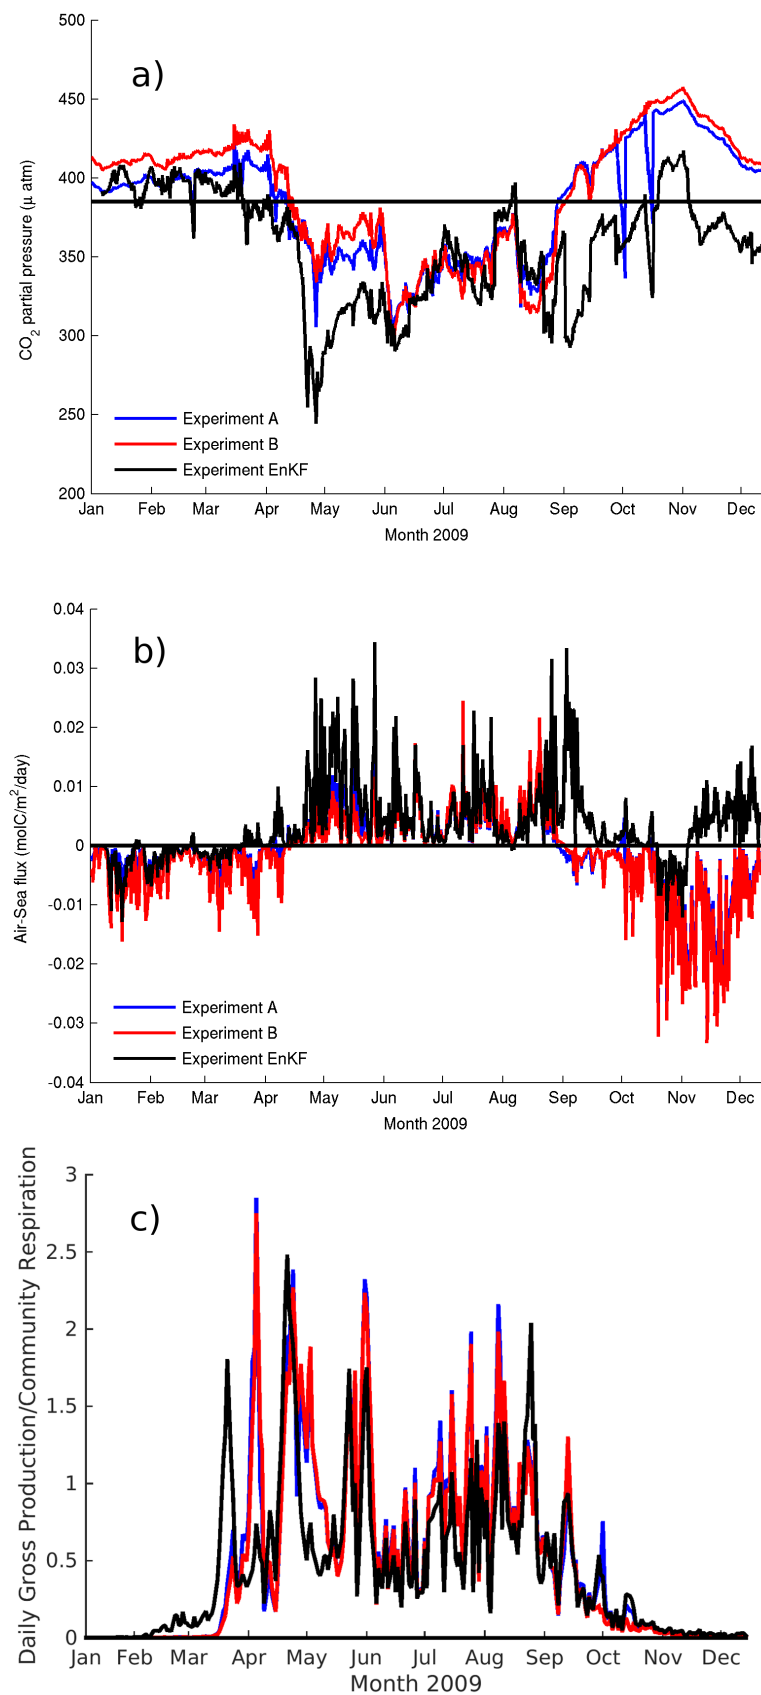 500
a)
450
400
350
300
250
200
CO2 partial pressure (μ atm)
Experiment A
Experiment B
Experiment EnKF
Jan Feb Mar Apr May Jun Jul Aug Sep Oct Nov Dec
Month 2009
0.04
b)
0.03
0.02
0.01
0
-0.01
-0.02
-0.03
-0.04
Air-Sea flux (molC/m2/day)
Experiment A
Experiment B
Experiment EnKF
Jan Feb Mar Apr May Jun Jul Aug Sep Oct Nov Dec
Month 2009
3
c)
2.5
2
1.5
1
0.5
0
Daily Gross Production/Community Respiration
Jan Feb Mar Apr May Jun Jul Aug Sep Oct Nov Dec
Month 2009